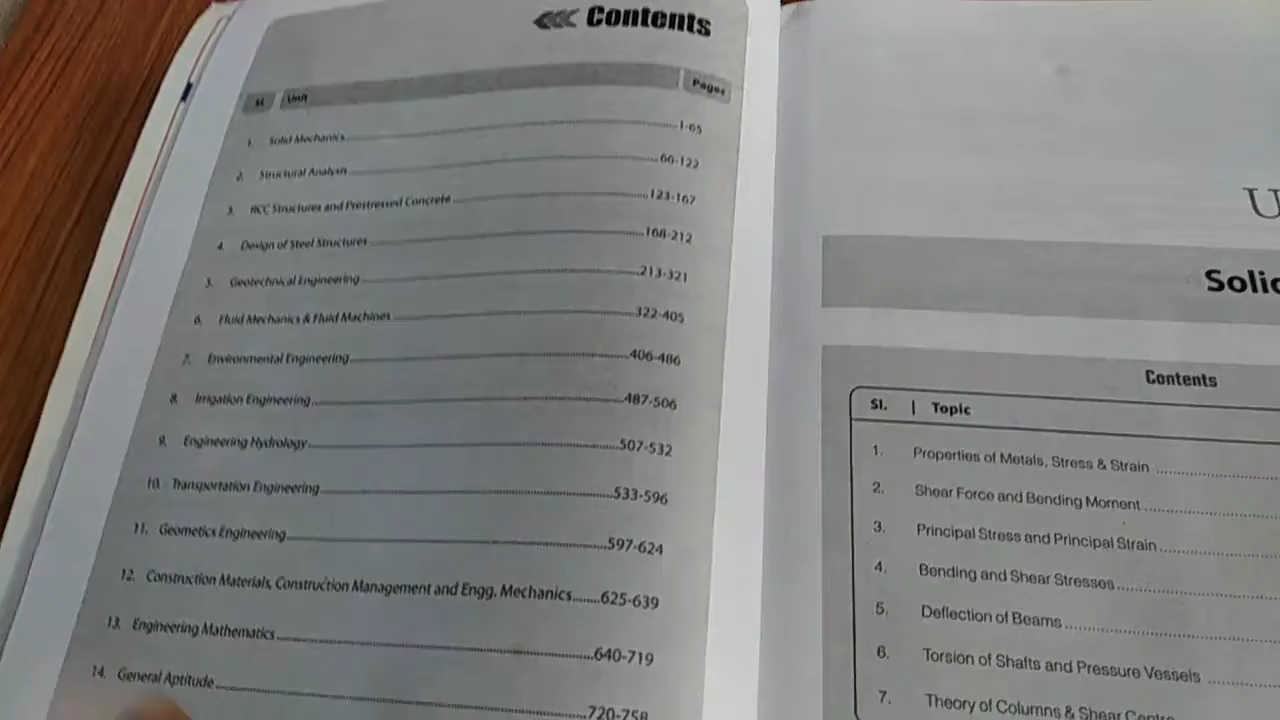 Contents
Sl. Unit Pages
1. Solid Mechanics 1-65
2. Structural Analysis 66-122
3. RCC Structures and Prestressed Concrete 123-167
4. Design of Steel Structures 168-212
5. Geotechnical Engineering 213-321
6. Fluid Mechanics & Fluid Machines 322-405
7. Environmental Engineering 406-486
8. Irrigation Engineering 487-506
9. Engineering Hydrology 507-532
10. Transportation Engineering 533-596
11. Geometics Engineering 597-624
12. Construction Materials, Construction Management and Engg. Mechanics 625-639
13. Engineering Mathematics 640-719
14. General Aptitude 720-758
U
Solid
Contents
Sl. | Topic
1. Properties of Metals, Stress & Strain
2. Shear Force and Bending Moment
3. Principal Stress and Principal Strain
4. Bending and Shear Stresses
5. Deflection of Beams
6. Torsion of Shafts and Pressure Vessels
7. Theory of Columns & Shear Centre